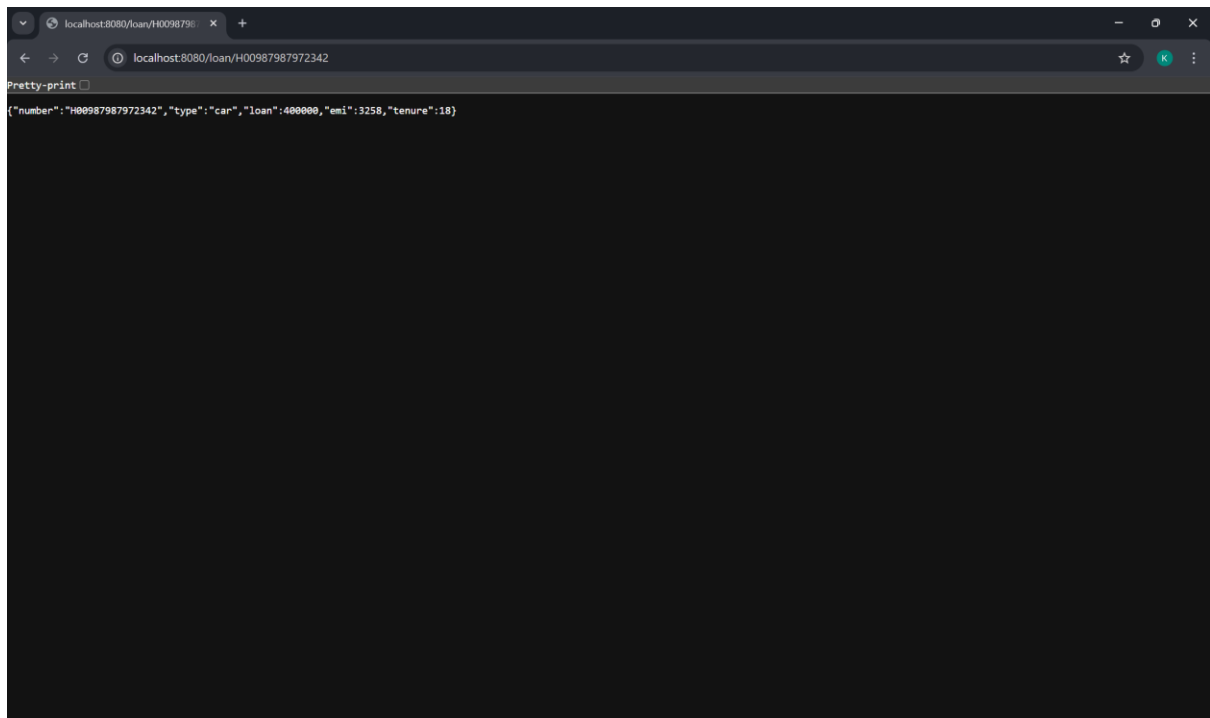 localhost:8080/loan/H0098798
localhost:8080/loan/H00987987972342
K
Pretty-print
{"number":"H00987987972342","type":"car","loan":400000,"emi":3258,"tenure":18}